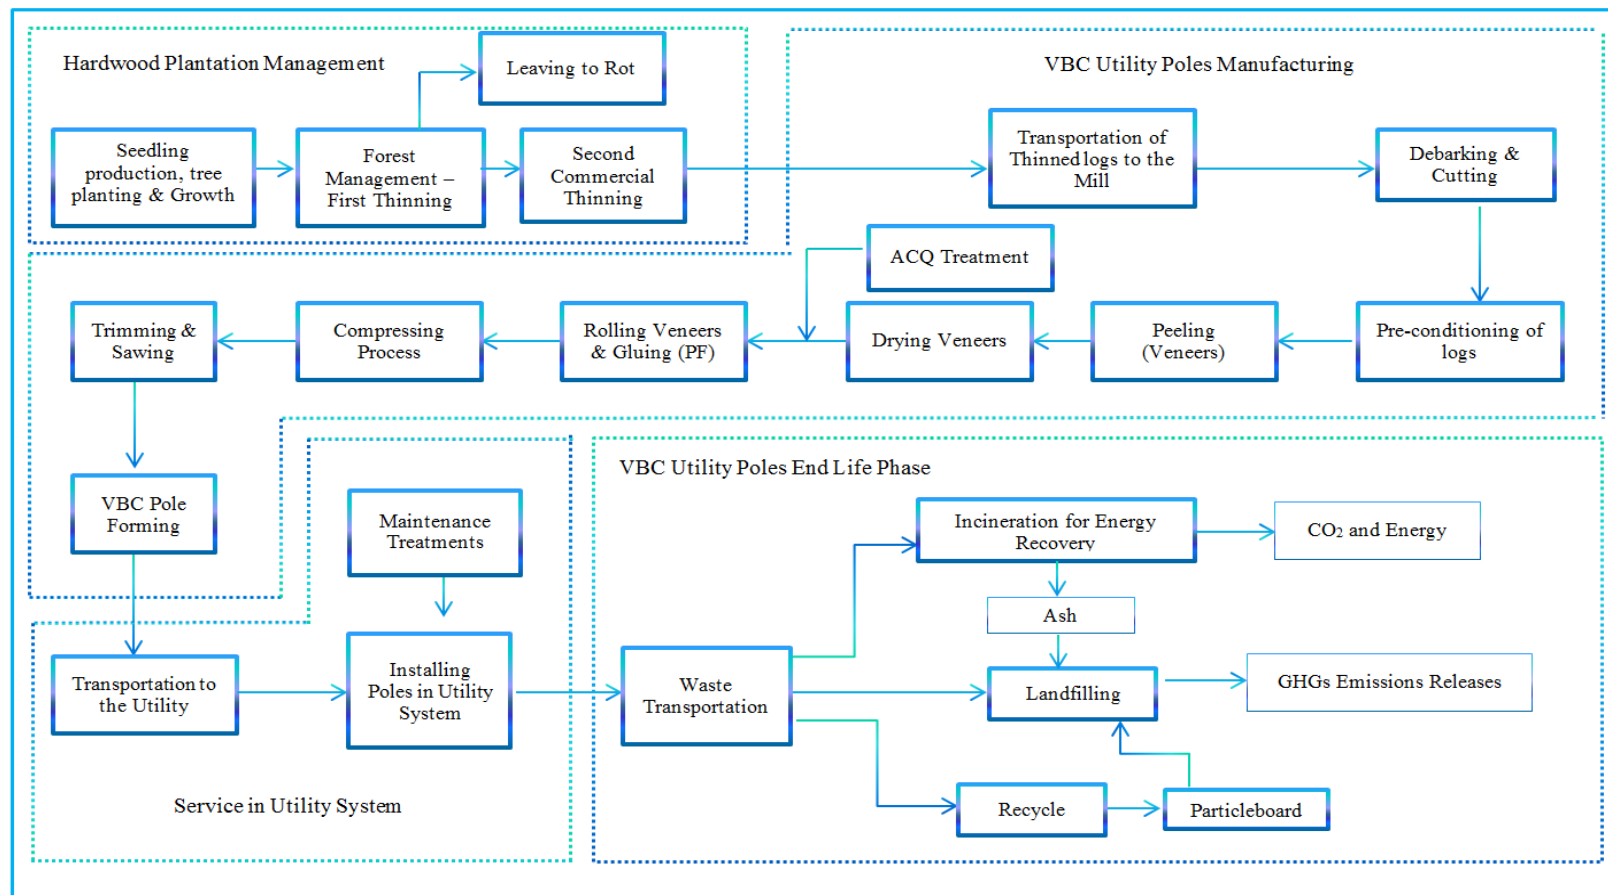 Hardwood Plantation Management
Leaving to Rot
Seedling
production, tree
planting & Growth
Forest
Management –
First Thinning
Second
Commercial
Thinning
VBC Utility Poles Manufacturing
Transportation of
Thinned logs to the
Mill
Debarking &
Cutting
ACQ Treatment
Trimming &
Sawing
Compressing
Process
Rolling Veneers
& Gluing (PF)
Drying Veneers
Peeling
(Veneers)
Pre-conditioning of
logs
VBC Pole
Forming
Maintenance
Treatments
Transportation to
the Utility
Installing
Poles in Utility
System
Service in Utility System
VBC Utility Poles End Life Phase
Incineration for Energy
Recovery
CO₂ and Energy
Ash
Waste
Transportation
Landfilling
GHGs Emissions Releases
Recycle
Particleboard